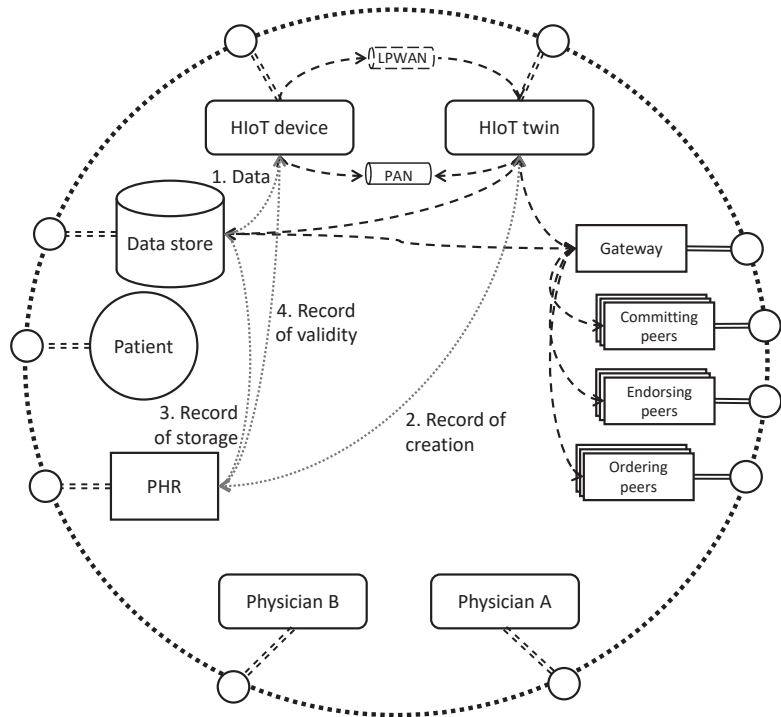 LPWAN
HIoT device
HIoT twin
1. Data
PAN
Data store
Gateway
4. Record
of validity
Committing
peers
Patient
3. Record
of storage
2. Record of
creation
Endorsing
peers
PHR
Ordering
peers
Physician B
Physician A